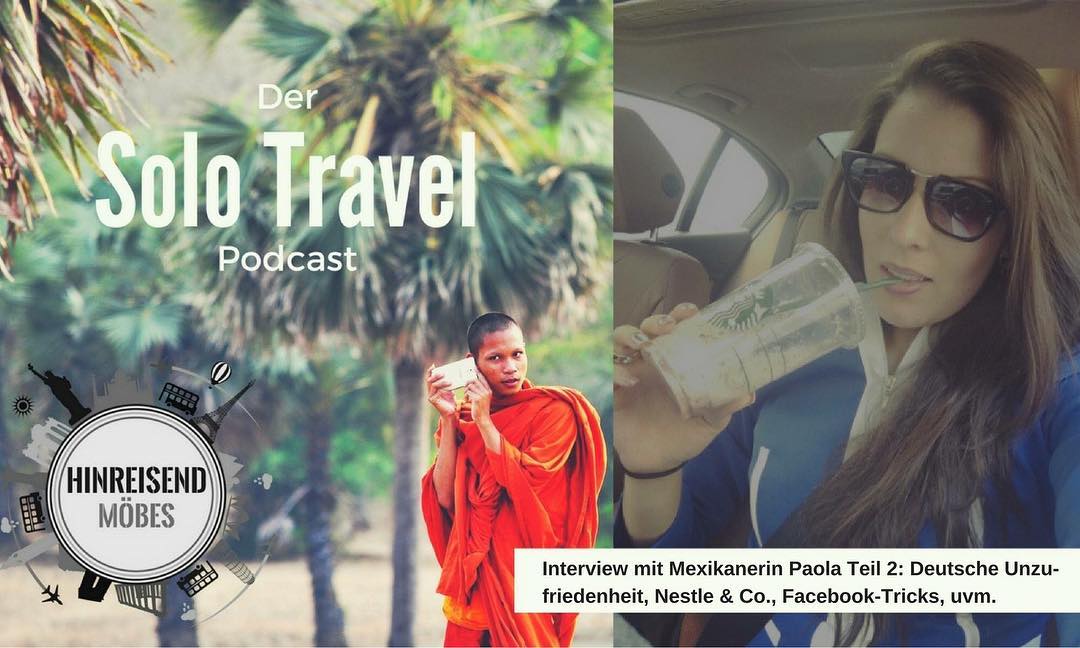 Der
Solo Travel
Podcast
HINREISEND
MÖBES
Interview mit Mexikanerin Paola Teil 2: Deutsche Unzu-
friedenheit, Nestle & Co., Facebook-Tricks, uvm.